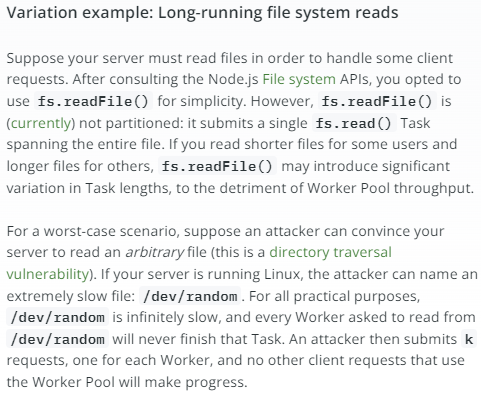 Variation example: Long-running file system reads
Suppose your server must read files in order to handle some client
requests. After consulting the Node.js File system APIs, you opted to
use fs.readFile() for simplicity. However, fs.readFile() is
(currently) not partitioned: it submits a single fs.read() Task
spanning the entire file. If you read shorter files for some users and
longer files for others, fs.readFile() may introduce significant
variation in Task lengths, to the detriment of Worker Pool throughput.
For a worst-case scenario, suppose an attacker can convince your
server to read an arbitrary file (this is a directory traversal
vulnerability). If your server is running Linux, the attacker can name an
extremely slow file: /dev/random. For all practical purposes,
/dev/random is infinitely slow, and every Worker asked to read from
/dev/random will never finish that Task. An attacker then submits k
requests, one for each Worker, and no other client requests that use
the Worker Pool will make progress.